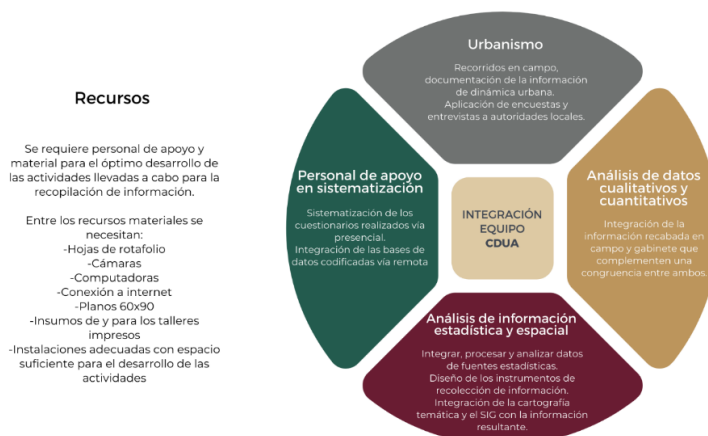 Recursos
Se requiere personal de apoyo y
material para el óptimo desarrollo de
las actividades llevadas a cabo para la
recopilación de información.
Entre los recursos materiales se
necesitan:
-Hojas de rotafolio
-Cámaras
-Computadoras
-Conexión a internet
-Planos 60x90
-Insumos de y para los talleres
impresos
-Instalaciones adecuadas con espacio
suficiente para el desarrollo de las
actividades
Urbanismo
Recorridos en campo,
documentación de la información
de dinámica urbana.
Aplicación de encuestas y
entrevistas a autoridades locales.
Personal de apoyo
en sistematización
Sistematización de los
cuestionarios realizados vía
presencial.
Integración de las bases de
datos codificadas vía remota
INTEGRACIÓN
EQUIPO
CDUA
Análisis de datos
cualitativos y
cuantitativos
Integración de la
información recabada en
campo y gabinete que
complementen una
congruencia entre ambos.
Análisis de información
estadística y espacial
Integrar, procesar y analizar datos
de fuentes estadísticas.
Diseño de los instrumentos de
recolección de información.
Integración de la cartografía
temática y el SIG con la información
resultante.